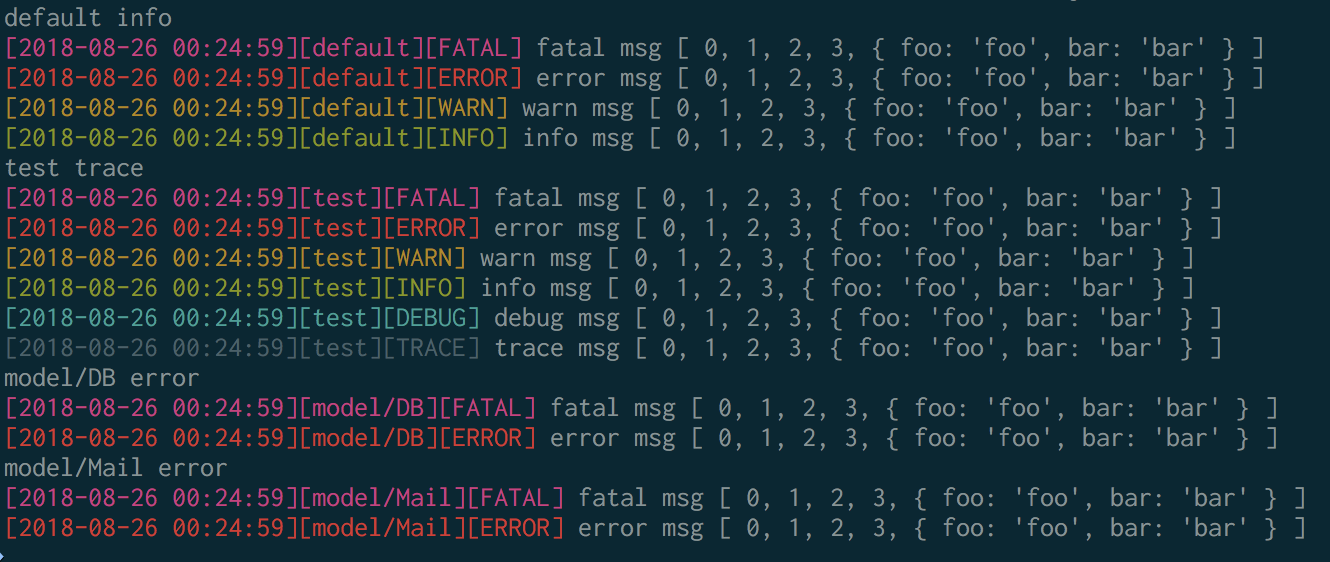 default info
[2018-08-26 00:24:59][default][FATAL] fatal msg [ 0, 1, 2, 3, { foo: 'foo', bar: 'bar' } ]
[2018-08-26 00:24:59][default][ERROR] error msg [ 0, 1, 2, 3, { foo: 'foo', bar: 'bar' } ]
[2018-08-26 00:24:59][default][WARN] warn msg [ 0, 1, 2, 3, { foo: 'foo', bar: 'bar' } ]
[2018-08-26 00:24:59][default][INFO] info msg [ 0, 1, 2, 3, { foo: 'foo', bar: 'bar' } ]
test trace
[2018-08-26 00:24:59][test][FATAL] fatal msg [ 0, 1, 2, 3, { foo: 'foo', bar: 'bar' } ]
[2018-08-26 00:24:59][test][ERROR] error msg [ 0, 1, 2, 3, { foo: 'foo', bar: 'bar' } ]
[2018-08-26 00:24:59][test][WARN] warn msg [ 0, 1, 2, 3, { foo: 'foo', bar: 'bar' } ]
[2018-08-26 00:24:59][test][INFO] info msg [ 0, 1, 2, 3, { foo: 'foo', bar: 'bar' } ]
[2018-08-26 00:24:59][test][DEBUG] debug msg [ 0, 1, 2, 3, { foo: 'foo', bar: 'bar' } ]
[2018-08-26 00:24:59][test][TRACE] trace msg [ 0, 1, 2, 3, { foo: 'foo', bar: 'bar' } ]
model/DB error
[2018-08-26 00:24:59][model/DB][FATAL] fatal msg [ 0, 1, 2, 3, { foo: 'foo', bar: 'bar' } ]
[2018-08-26 00:24:59][model/DB][ERROR] error msg [ 0, 1, 2, 3, { foo: 'foo', bar: 'bar' } ]
model/Mail error
[2018-08-26 00:24:59][model/Mail][FATAL] fatal msg [ 0, 1, 2, 3, { foo: 'foo', bar: 'bar' } ]
[2018-08-26 00:24:59][model/Mail][ERROR] error msg [ 0, 1, 2, 3, { foo: 'foo', bar: 'bar' } ]